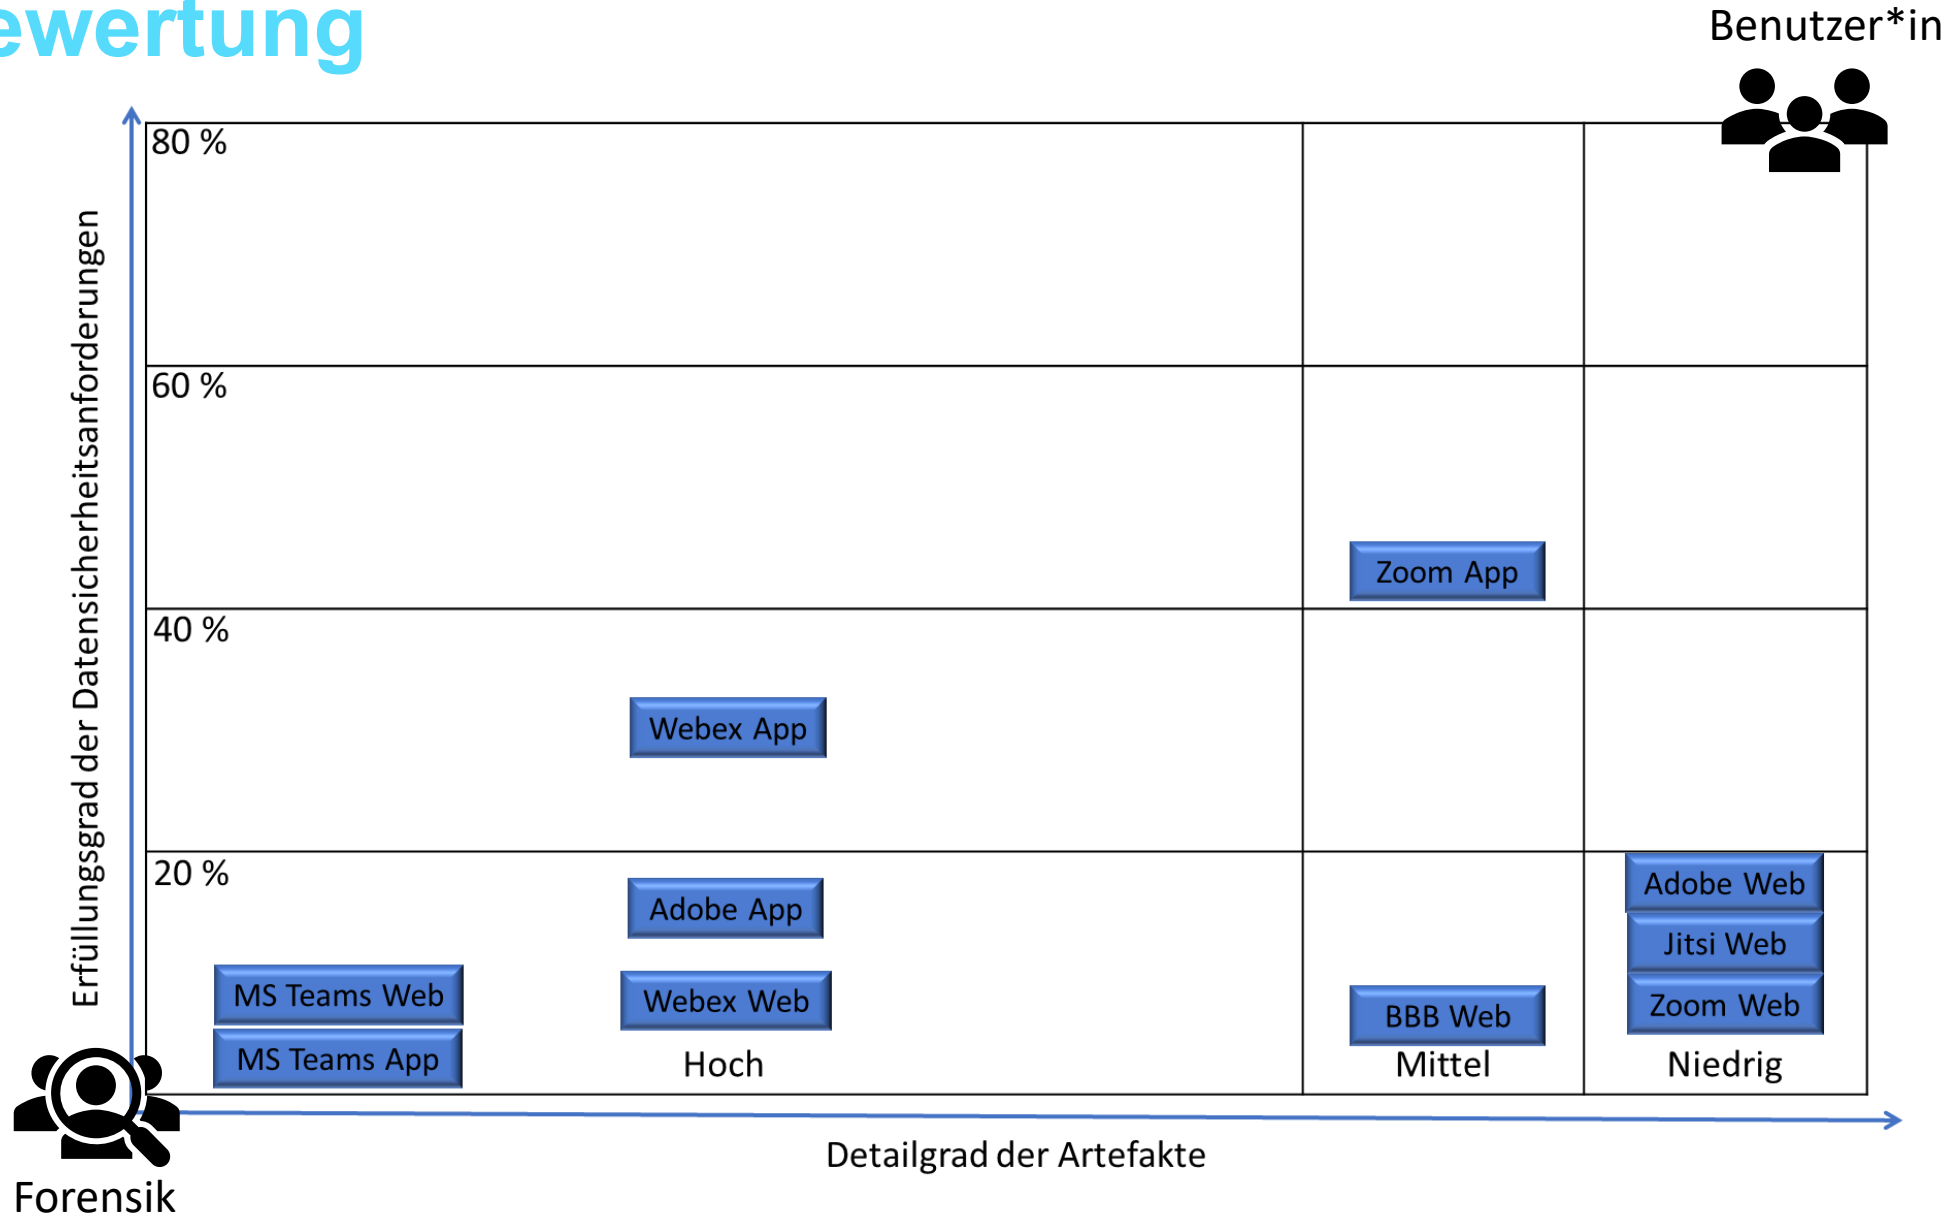 ewertung
Benutzer*in
80 %
60 %
40 %
20 %
Erfüllungsgrad der Datensicherheitsanforderungen
Zoom App
Webex App
Adobe App
Webex Web
MS Teams Web
MS Teams App
BBB Web
Adobe Web
Jitsi Web
Zoom Web
Hoch
Mittel
Niedrig
Detailgrad der Artefakte
Forensik